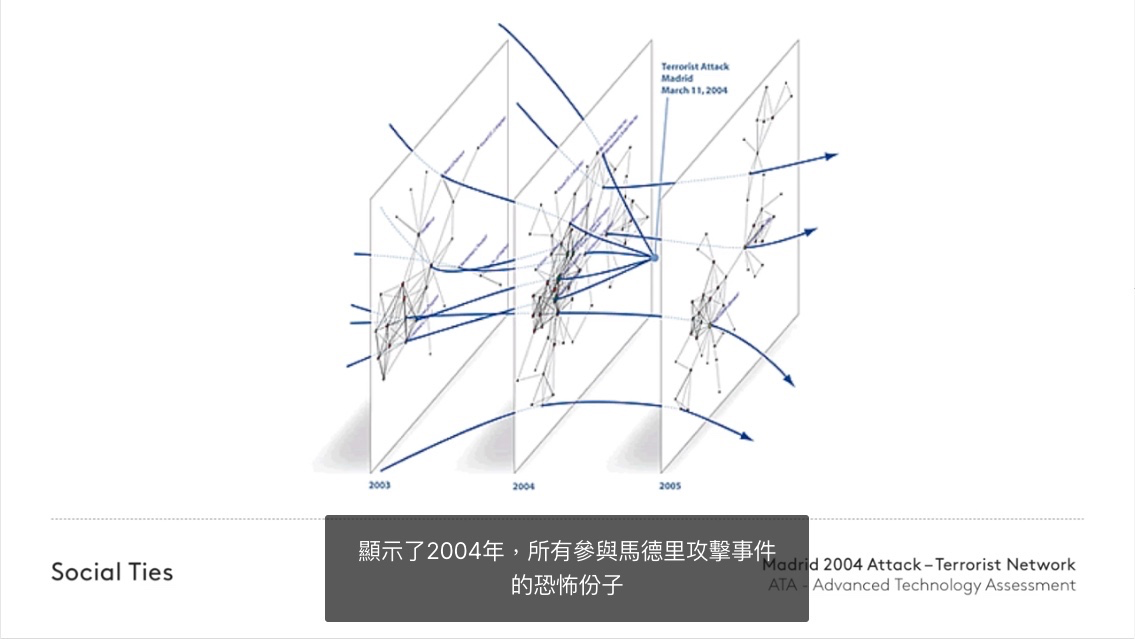 Terrorist Attack
Madrid
March 11, 2004
2003
2004
2005
Social Ties
顯示了2004年，所有參與馬德里攻擊事件
的恐怖份子
Madrid 2004 Attack – Terrorist Network
ATA - Advanced Technology Assessment